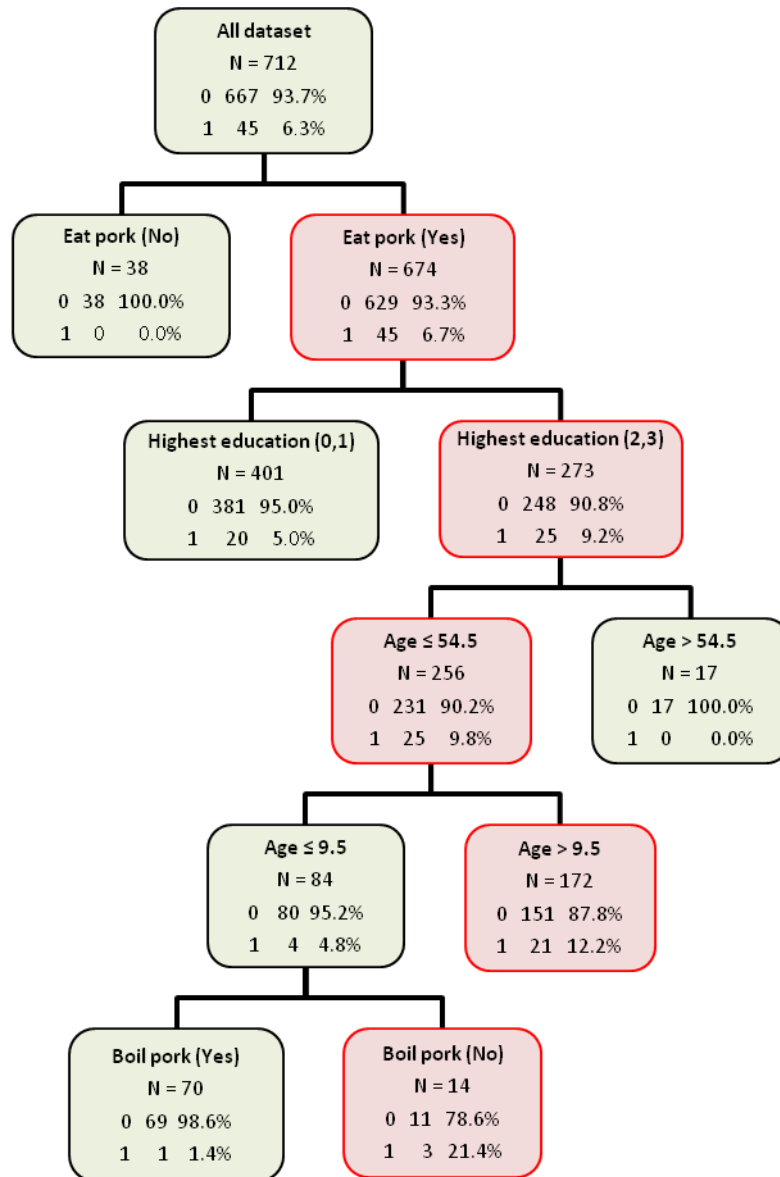 All dataset
N = 712
0 667 93.7%
1 45 6.3%
Eat pork (No)
N = 38
0 38 100.0%
1 0 0.0%
Eat pork (Yes)
N = 674
0 629 93.3%
1 45 6.7%
Highest education (0,1)
N = 401
0 381 95.0%
1 20 5.0%
Highest education (2,3)
N = 273
0 248 90.8%
1 25 9.2%
Age ≤ 54.5
N = 256
0 231 90.2%
1 25 9.8%
Age > 54.5
N = 17
0 17 100.0%
1 0 0.0%
Age ≤ 9.5
N = 84
0 80 95.2%
1 4 4.8%
Age > 9.5
N = 172
0 151 87.8%
1 21 12.2%
Boil pork (Yes)
N = 70
0 69 98.6%
1 1 1.4%
Boil pork (No)
N = 14
0 11 78.6%
1 3 21.4%